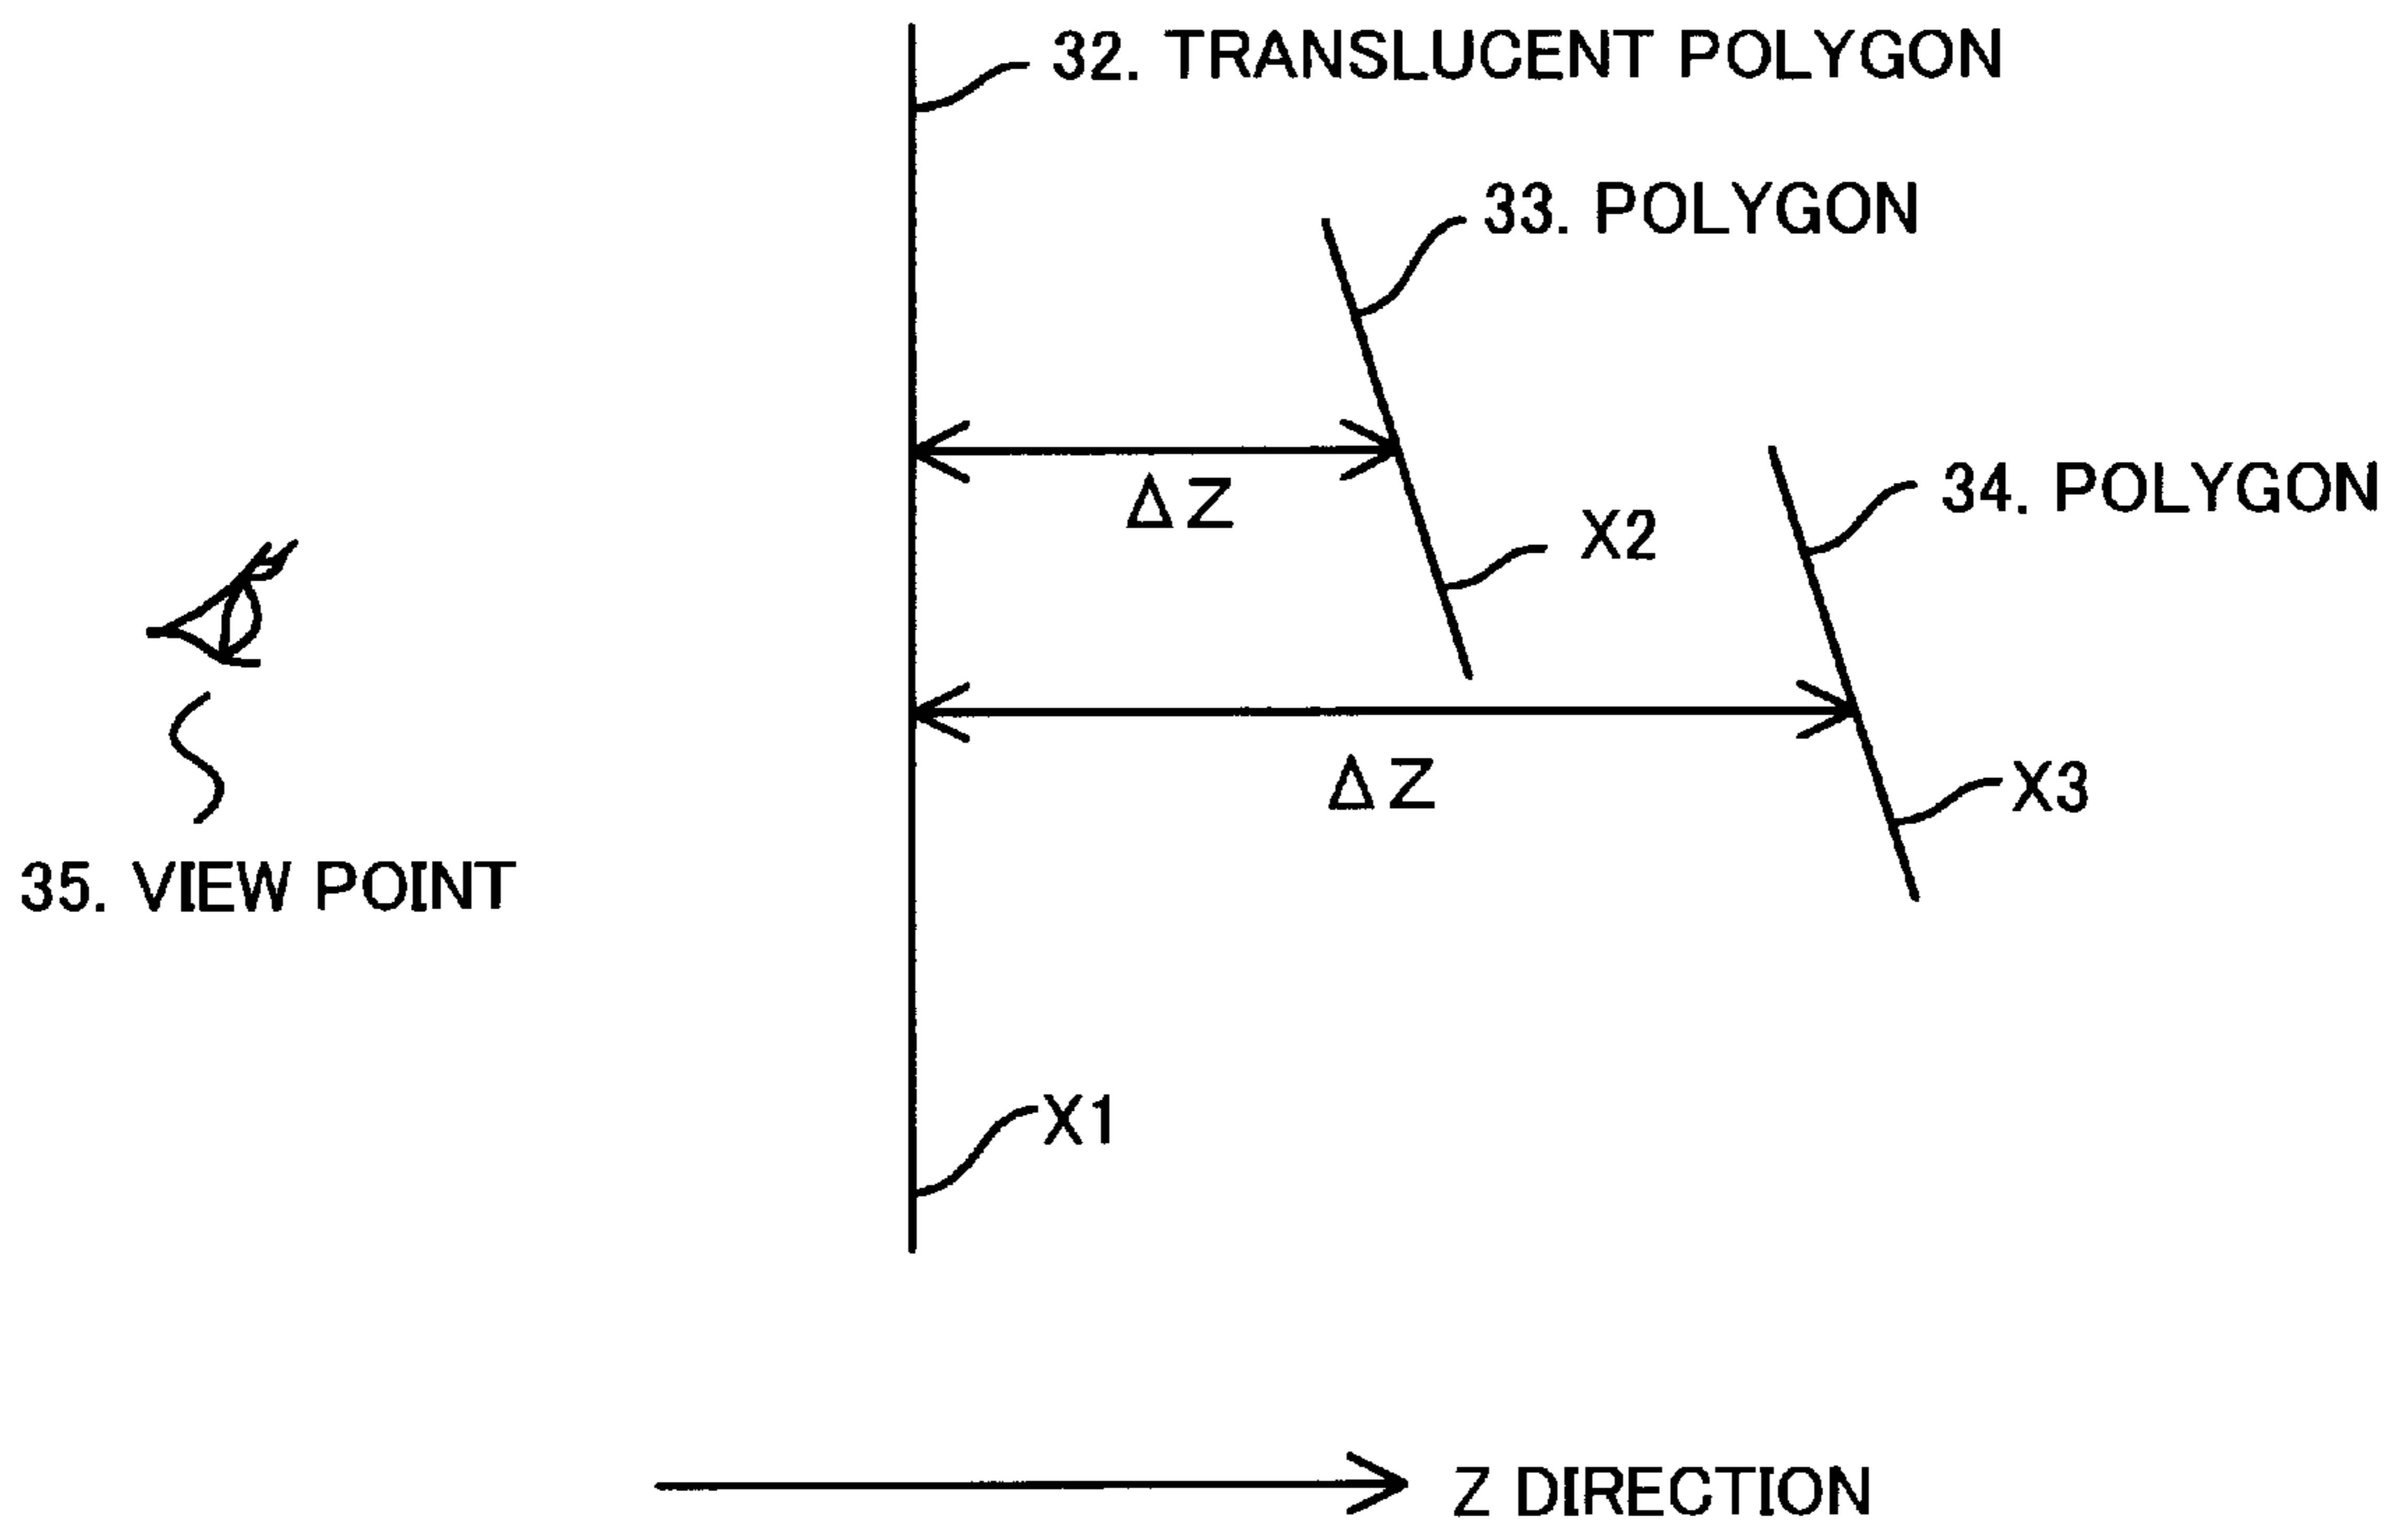 32. TRANSLUCENT POLYGON
33. POLYGON
34. POLYGON
ΔZ
X2
ΔZ
X3
35. VIEW POINT
X1
Z DIRECTION